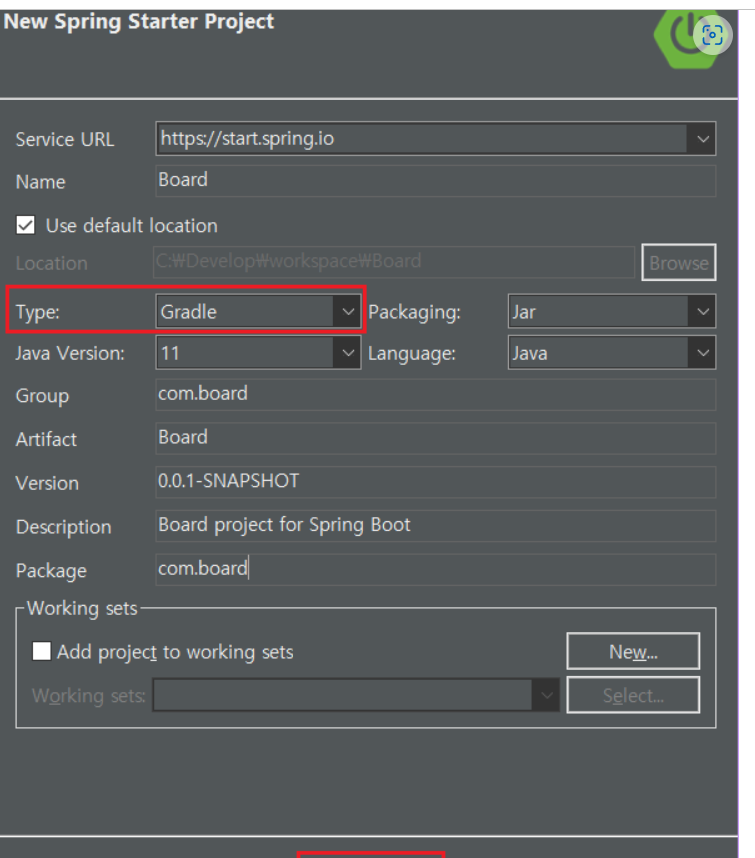 New Spring Starter Project
Service URL https://start.spring.io
Name Board
Use default location
Location C:₩Develop₩workspace₩Board Browse
Type: Gradle Packaging: Jar
Java Version: 11 Language: Java
Group com.board
Artifact Board
Version 0.0.1-SNAPSHOT
Description Board project for Spring Boot
Package com.board
Working sets
Add project to working sets New...
Working sets: Select...